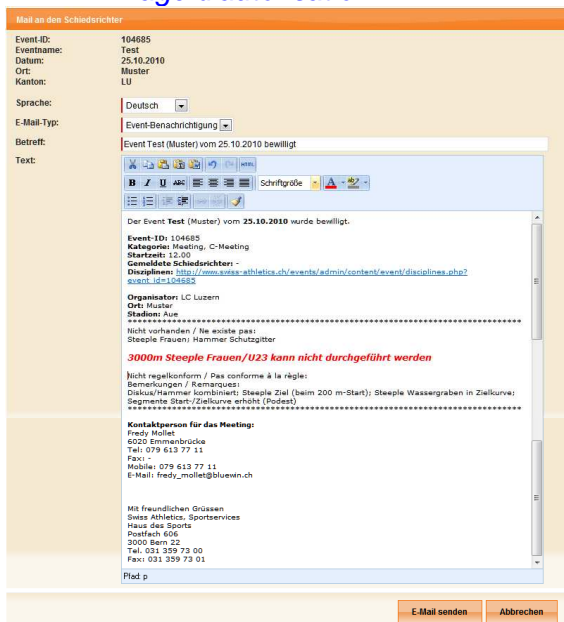 Mail an den Schiedsrichter
Event-ID: 104685
Eventname: Test
Datum: 25.10.2010
Ort: Muster
Kanton: LU
Sprache: Deutsch
E-Mail-Typ: Event-Benachrichtigung
Betreff: Event Test (Muster) vom 25.10.2010 bewilligt
Text:
HTML
B I U ABC Schriftgröße A ab
Der Event Test (Muster) vom 25.10.2010 wurde bewilligt.
Event-ID: 104685
Kategorie: Meeting, C-Meeting
Startzeit: 12.00
Gemeldete Schiedsrichter: -
Disziplinen: http://www.swiss-athletics.ch/events/admin/content/event/disciplines.php?
event_id=104685
Organisator: LC Luzern
Ort: Muster
Stadion: Aue
Nicht vorhanden / Ne existe pas:
Steeple Frauen; Hammer Schutzgitter
3000m Steeple Frauen/U23 kann nicht durchgeführt werden
Nicht regelkonform / Pas conforme à la règle:
Bemerkungen / Remarques:
Diskus/Hammer kombiniert; Steeple Ziel (beim 200 m-Start); Steeple Wassergraben in Zielkurve;
Segmente Start-/Zielkurve erhöht (Podest)
Kontaktperson für das Meeting:
Fredy Mollet
6020 Emmenbrücke
Tel: 079 613 77 11
Fax: -
Mobile: 079 613 77 11
E-Mail: fredy_mollet@bluewin.ch
Mit freundlichen Grüssen
Swiss Athletics, Sportservices
Haus des Sports
Postfach 606
3000 Bern 22
Tel. 031 359 73 00
Fax: 031 359 73 01
Pfad: p
E-Mail senden Abbrechen